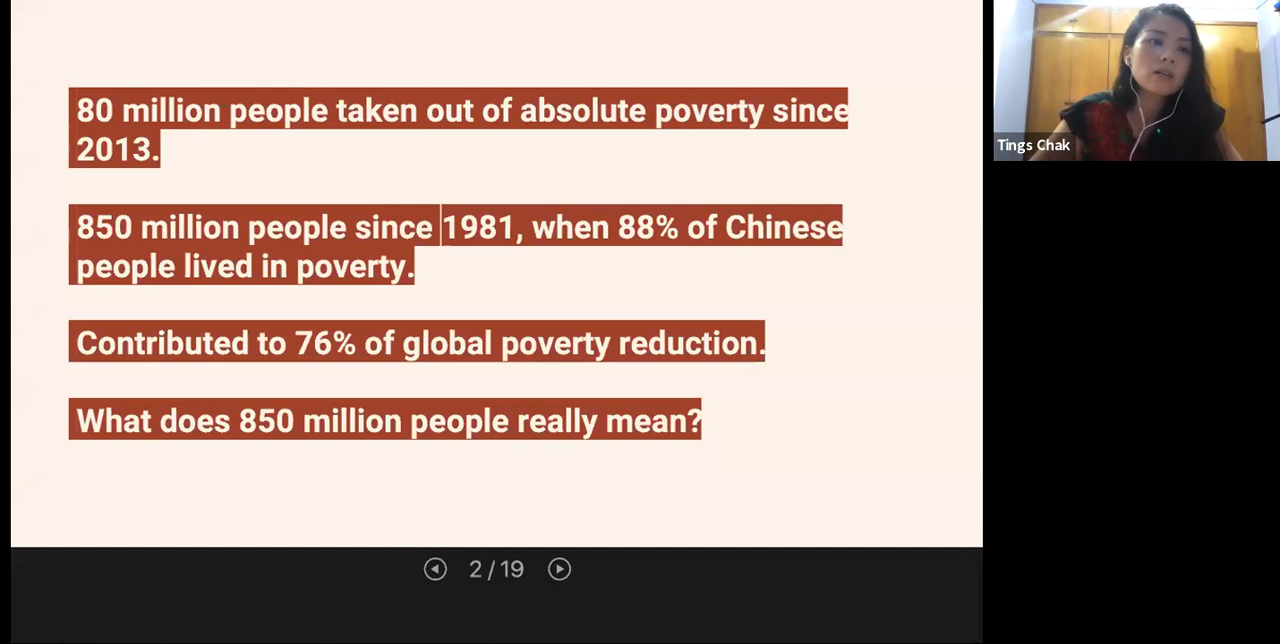 80 million people taken out of absolute poverty since
2013.
850 million people since 1981, when 88% of Chinese
people lived in poverty.
Contributed to 76% of global poverty reduction.
What does 850 million people really mean?
Tings Chak
2 / 19